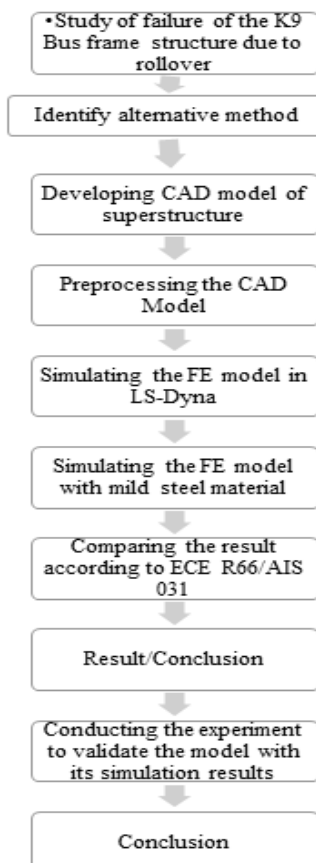 •Study of failure of the K9
Bus frame structure due to
rollover
Identify alternative method
Developing CAD model of
superstructure
Preprocessing the CAD
Model
Simulating the FE model in
LS-Dyna
Simulating the FE model
with mild steel material
Comparing the result
according to ECE R66/AIS
031
Result/Conclusion
Conducting the experiment
to validate the model with
its simulation results
Conclusion